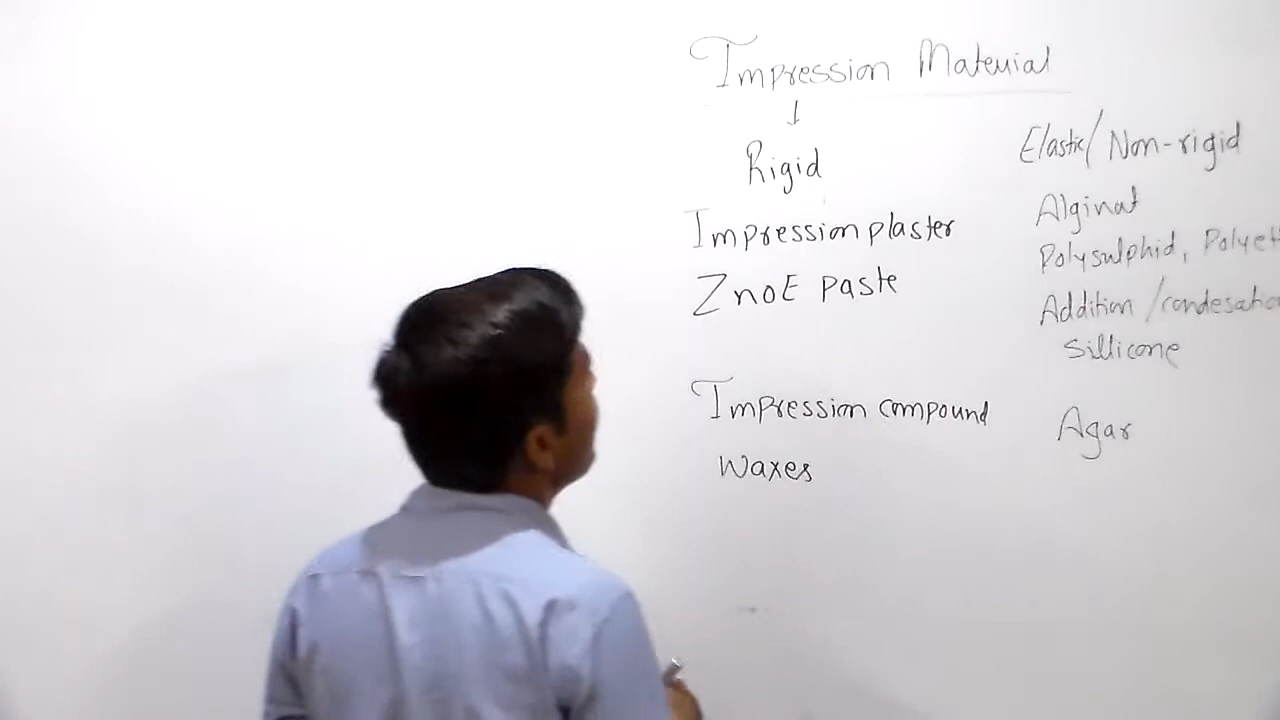 Impression Material
Rigid
Impression plaster
ZnoE paste
Impression compound
Waxes
Elastic/Non-rigid
Alginat
Polysulphid, Polyet
Addition/condesatio
Sillicone
Agar